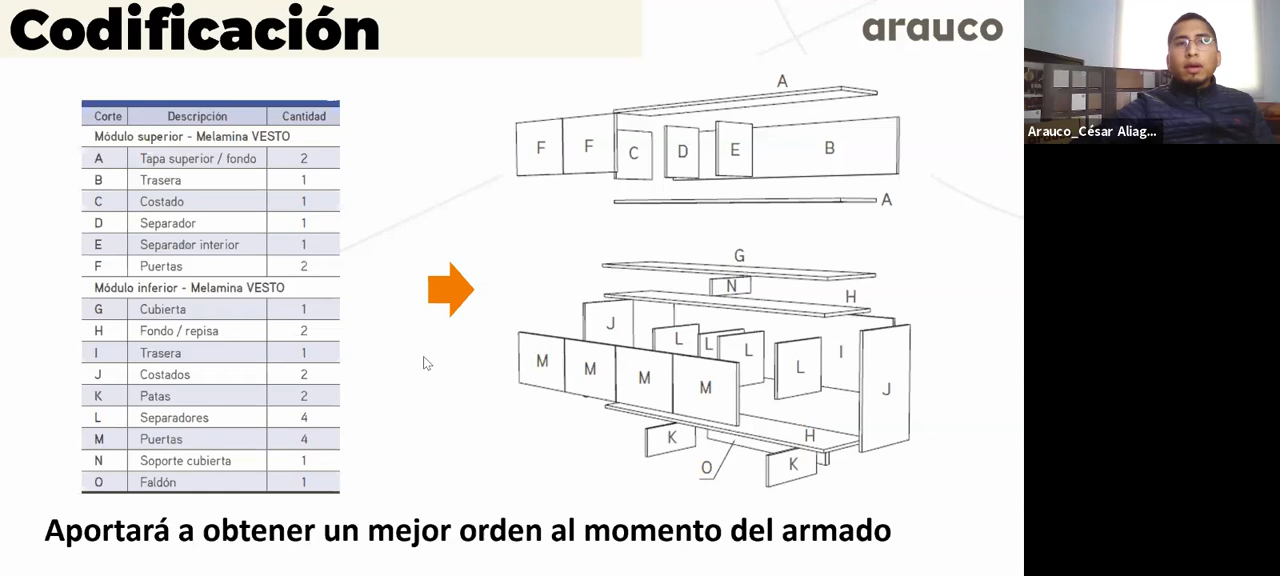 Codificación
arauco
Arauco_César Aliag...
Corte Descripción Cantidad
Módulo superior - Melamina VESTO
A Tapa superior / fondo 2
B Trasera 1
C Costado 1
D Separador 1
E Separador interior 1
F Puertas 2
Módulo inferior - Melamina VESTO
G Cubierta 1
H Fondo / repisa 2
I Trasera 1
J Costados 2
K Patas 2
L Separadores 4
M Puertas 4
N Soporte cubierta 1
O Faldón 1
A
F F C D E B
A
G
N
H
J
L L L L I
M M M M
J
K H
O K
Aportará a obtener un mejor orden al momento del armado